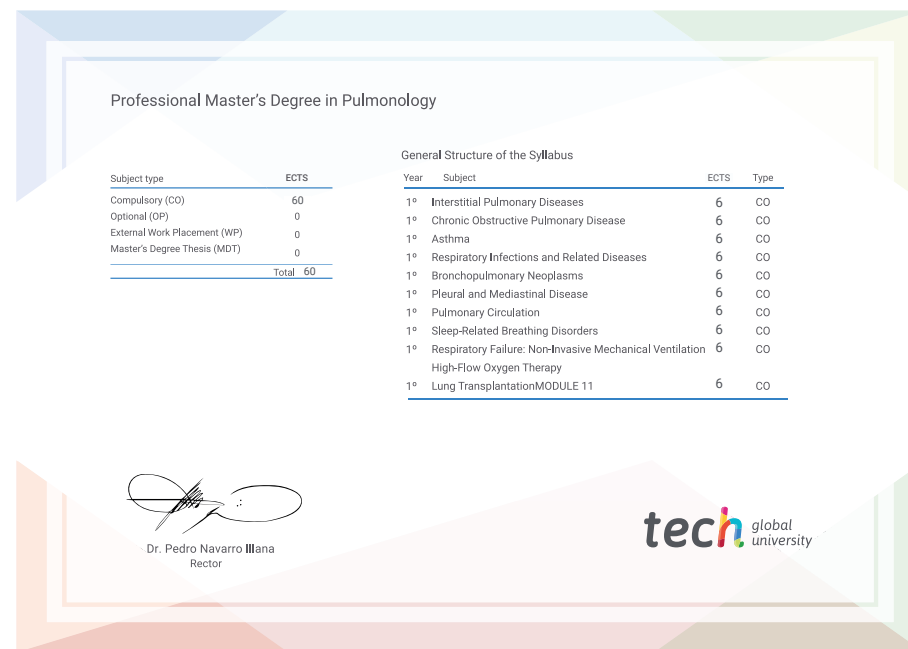 Professional Master's Degree in Pulmonology
Subject type ECTS
Compulsory (CO) 60
Optional (OP) 0
External Work Placement (WP) 0
Master's Degree Thesis (MDT) 0
Total 60
General Structure of the Syllabus
Year Subject ECTS Type
1º Interstitial Pulmonary Diseases 6 CO
1º Chronic Obstructive Pulmonary Disease 6 CO
1º Asthma 6 CO
1º Respiratory Infections and Related Diseases 6 CO
1º Bronchopulmonary Neoplasms 6 CO
1º Pleural and Mediastinal Disease 6 CO
1º Pulmonary Circulation 6 CO
1º Sleep-Related Breathing Disorders 6 CO
1º Respiratory Failure: Non-Invasive Mechanical Ventilation 6 CO
High-Flow Oxygen Therapy
1º Lung TransplantationMODULE 11 6 CO
Dr. Pedro Navarro Illana
Rector
tech global
university